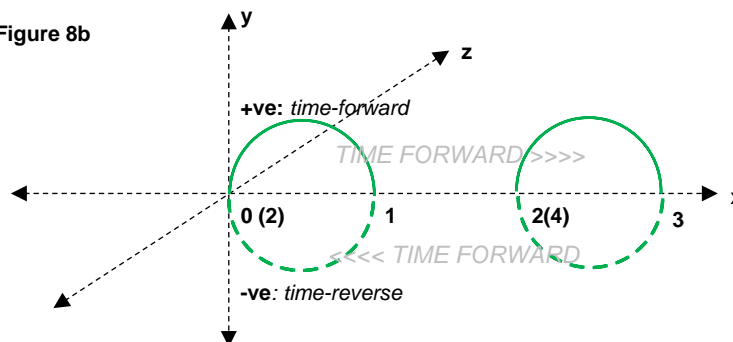 Figure 8b
y
z
+ve: time-forward
TIME FORWARD >>>>
0 (2)
1
2(4)
3
<<<< TIME FORWARD
-ve: time-reverse